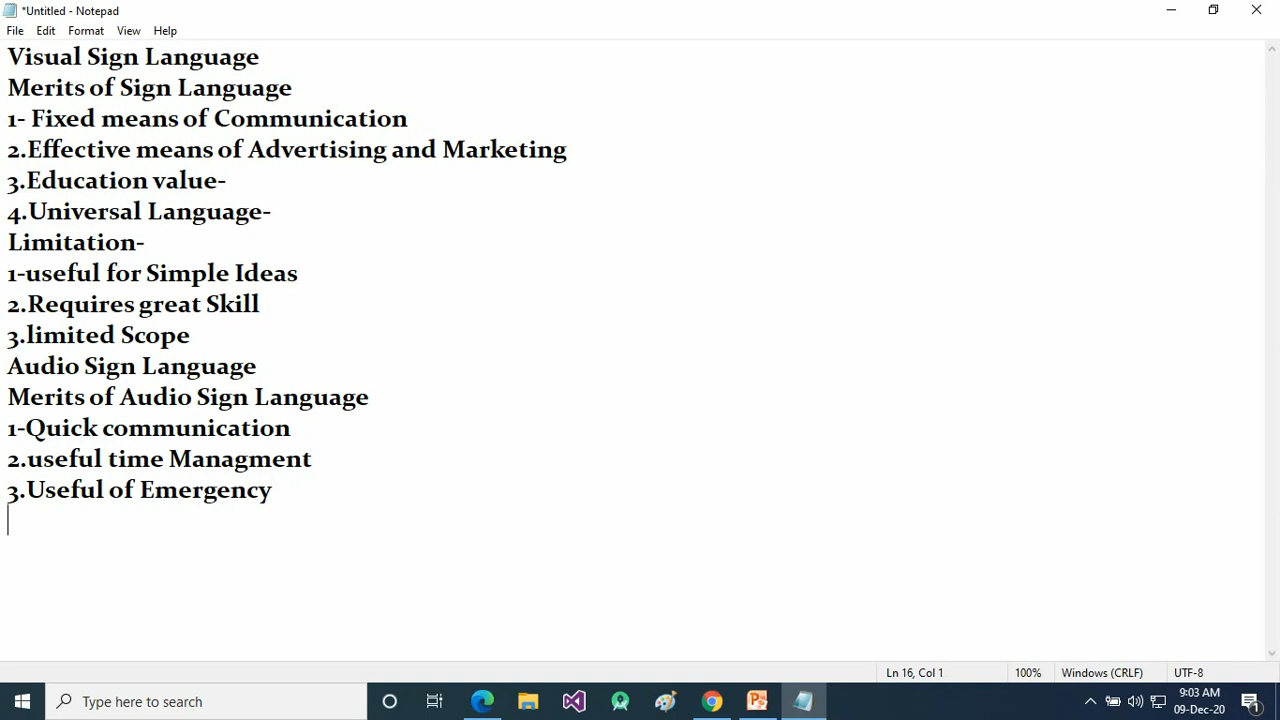 *Untitled - Notepad
File Edit Format View Help
Visual Sign Language
Merits of Sign Language
1- Fixed means of Communication
2.Effective means of Advertising and Marketing
3.Education value-
4.Universal Language-
Limitation-
1-useful for Simple Ideas
2.Requires great Skill
3.limited Scope
Audio Sign Language
Merits of Audio Sign Language
1-Quick communication
2.useful time Managment
3.Useful of Emergency
Ln 16, Col 1 100% Windows (CRLF) UTF-8
Type here to search
9:03 AM
09-Dec-20
1